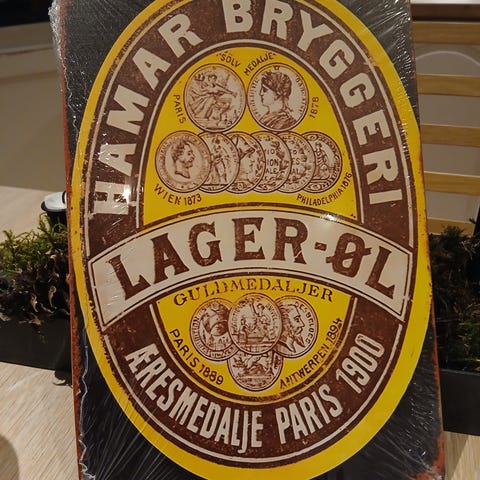 HAMAR BRYGGERI
"SÖLV MEDALJE"
PARIS 1878
WIEN 1873
PHILADELPHIA 1876
LAGER-ØL
GULDMEDALJER
PARIS 1889
ANTWERPEN 1894
ÆRESMEDALJE PARIS 1900